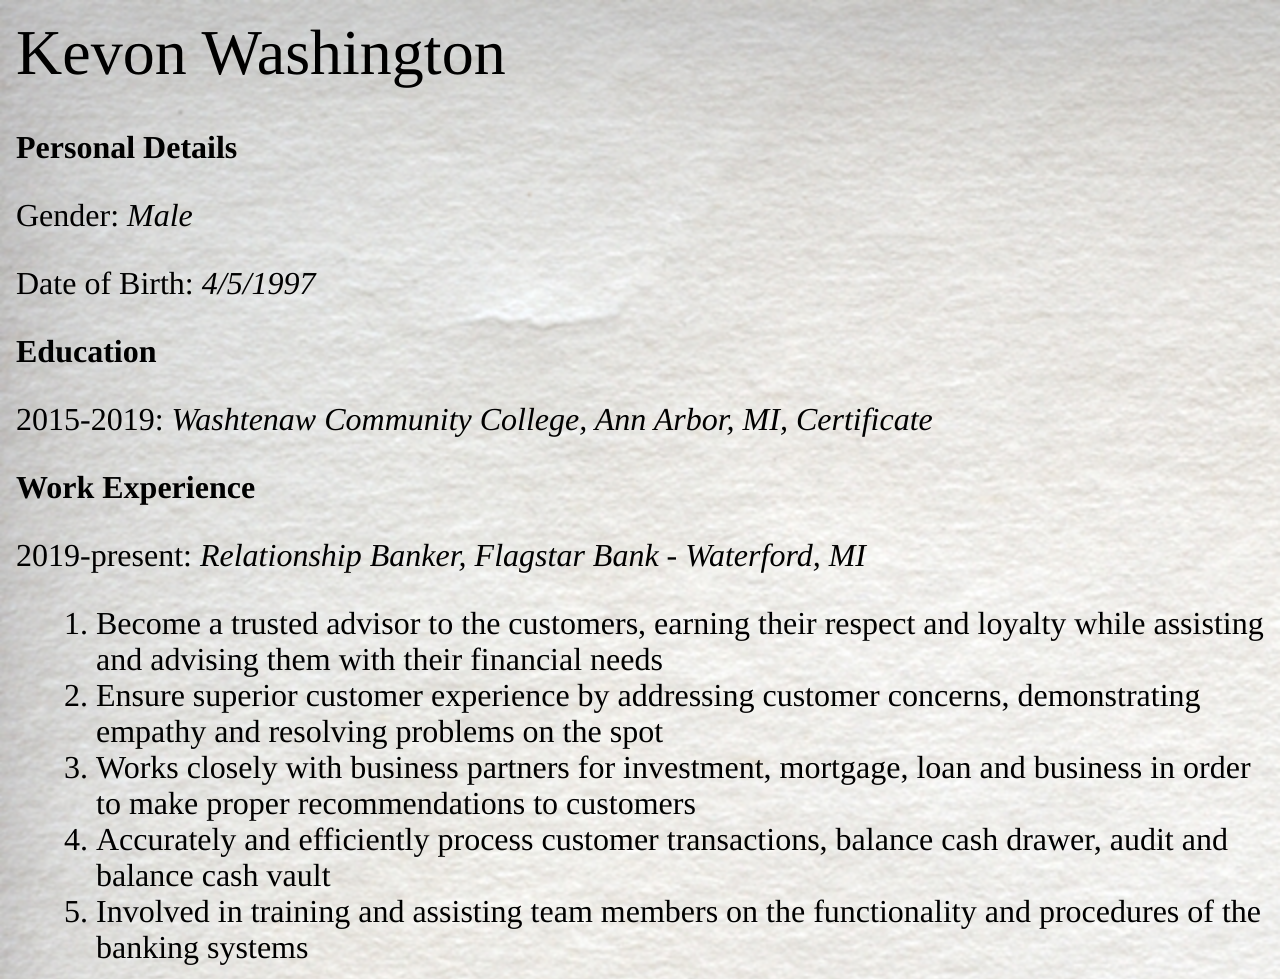 Kevon Washington
Personal Details
Gender: Male
Date of Birth: 4/5/1997
Education
2015-2019: Washtenaw Community College, Ann Arbor, MI, Certificate
Work Experience
2019-present: Relationship Banker, Flagstar Bank - Waterford, MI
1. Become a trusted advisor to the customers, earning their respect and loyalty while assisting
and advising them with their financial needs
2. Ensure superior customer experience by addressing customer concerns, demonstrating
empathy and resolving problems on the spot
3. Works closely with business partners for investment, mortgage, loan and business in order
to make proper recommendations to customers
4. Accurately and efficiently process customer transactions, balance cash drawer, audit and
balance cash vault
5. Involved in training and assisting team members on the functionality and procedures of the
banking systems